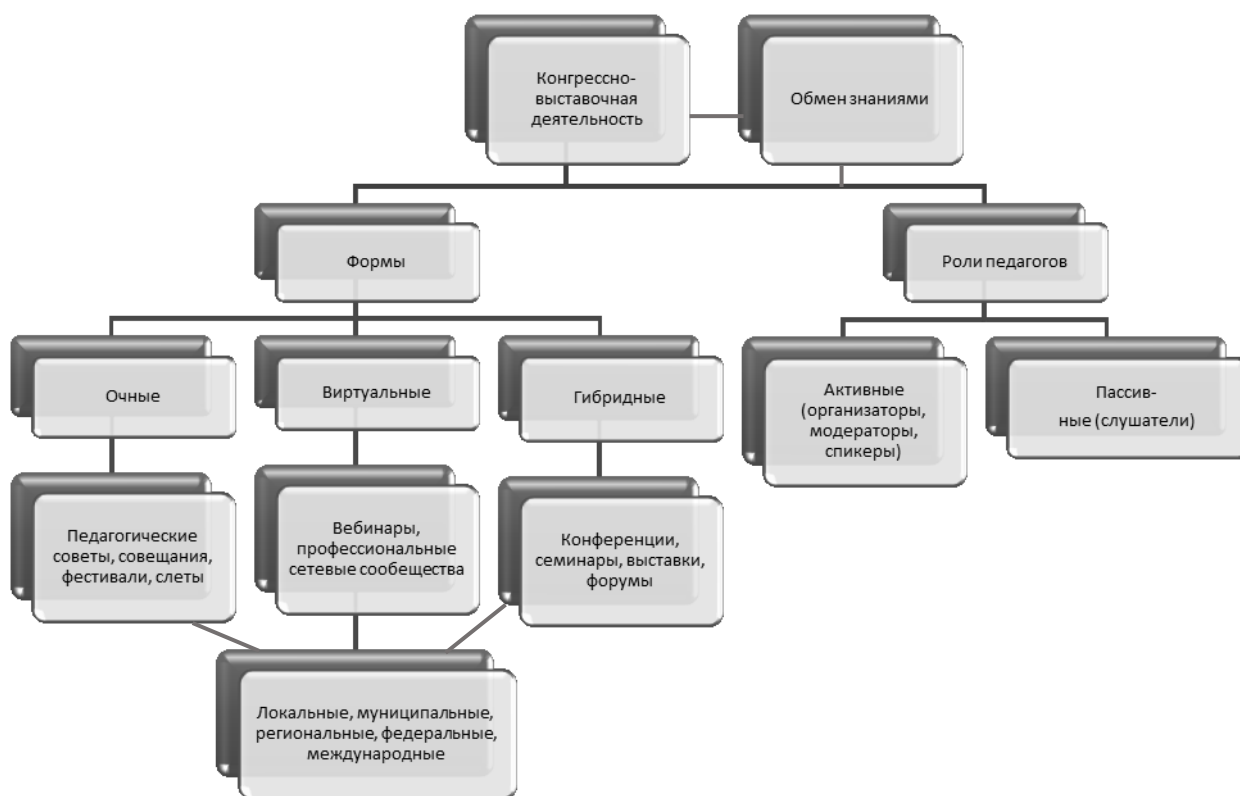 Конгрессно-
выставочная
деятельность
Обмен знаниями
Формы
Роли педагогов
Очные
Виртуальные
Гибридные
Активные
(организаторы,
модераторы,
спикеры)
Пассив-
ные (слушатели)
Педагогические
советы, совещания,
фестивали, слеты
Вебинары,
профессиональные
сетевые сообещества
Конференции,
семинары, выставки,
форумы
Локальные, муниципальные,
региональные, федеральные,
международные